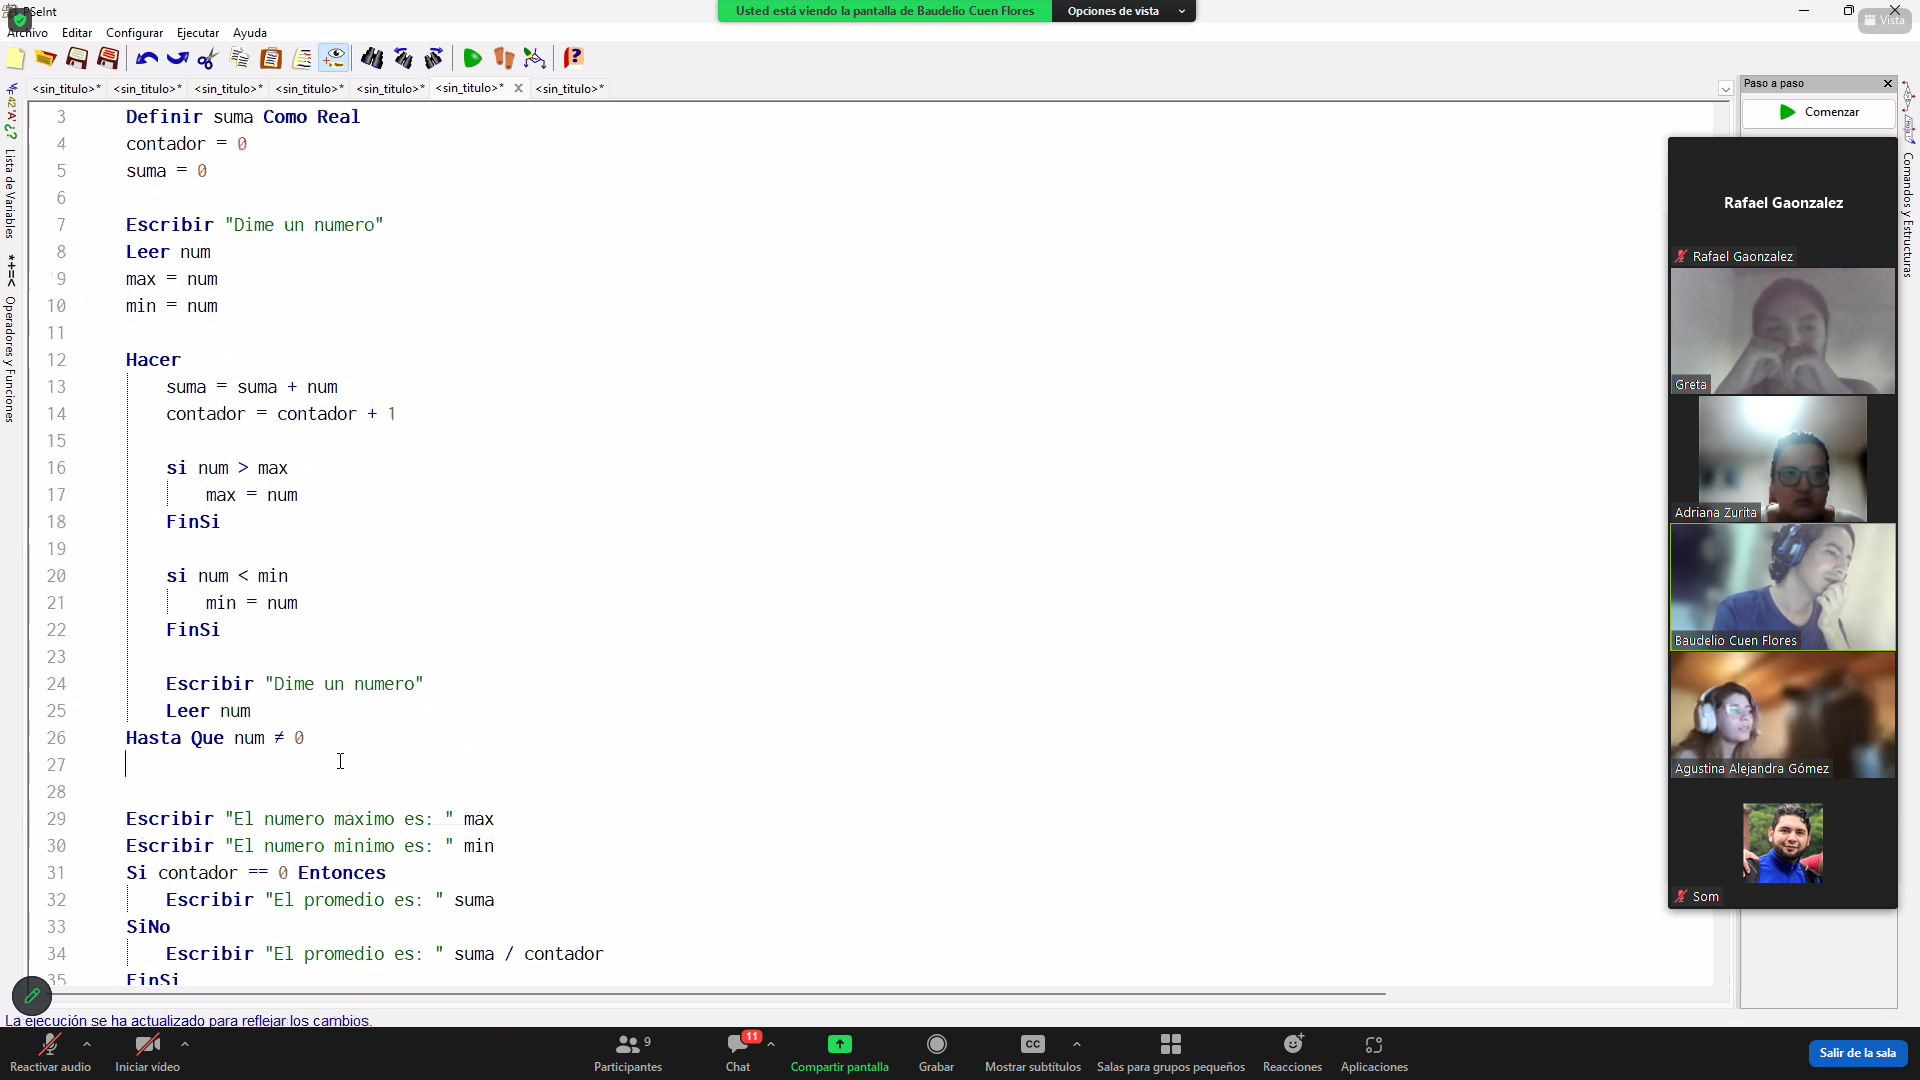 PSeInt
Usted está viendo la pantalla de Baudelio Cuen Flores
Opciones de vista
Vista
Archivo Editar Configurar Ejecutar Ayuda
<sin_titulo>* <sin_titulo>* <sin_titulo>* <sin_titulo>* <sin_titulo>* <sin_titulo>* <sin_titulo>*
Paso a paso
Comenzar
Lista de Variables
Operadores y Funciones
Comandos y Estructuras
3 Definir suma Como Real
4 contador = 0
5 suma = 0
6
7 Escribir "Dime un numero"
8 Leer num
9 max = num
10 min = num
11
12 Hacer
13 suma = suma + num
14 contador = contador + 1
15
16 si num > max
17 max = num
18 FinSi
19
20 si num < min
21 min = num
22 FinSi
23
24 Escribir "Dime un numero"
25 Leer num
26 Hasta Que num ≠ 0
27
28
29 Escribir "El numero maximo es: " max
30 Escribir "El numero minimo es: " min
31 Si contador == 0 Entonces
32 Escribir "El promedio es: " suma
33 SiNo
34 Escribir "El promedio es: " suma / contador
35 FinSi
La ejecución se ha actualizado para reflejar los cambios.
Rafael Gaonzalez
Rafael Gaonzalez
Greta
Adriana Zurita
Baudelio Cuen Flores
Agustina Alejandra Gómez
Som
Reactivar audio
Iniciar vídeo
9
Participantes
11
Chat
Compartir pantalla
Grabar
CC
Mostrar subtítulos
Salas para grupos pequeños
Reacciones
Aplicaciones
Salir de la sala